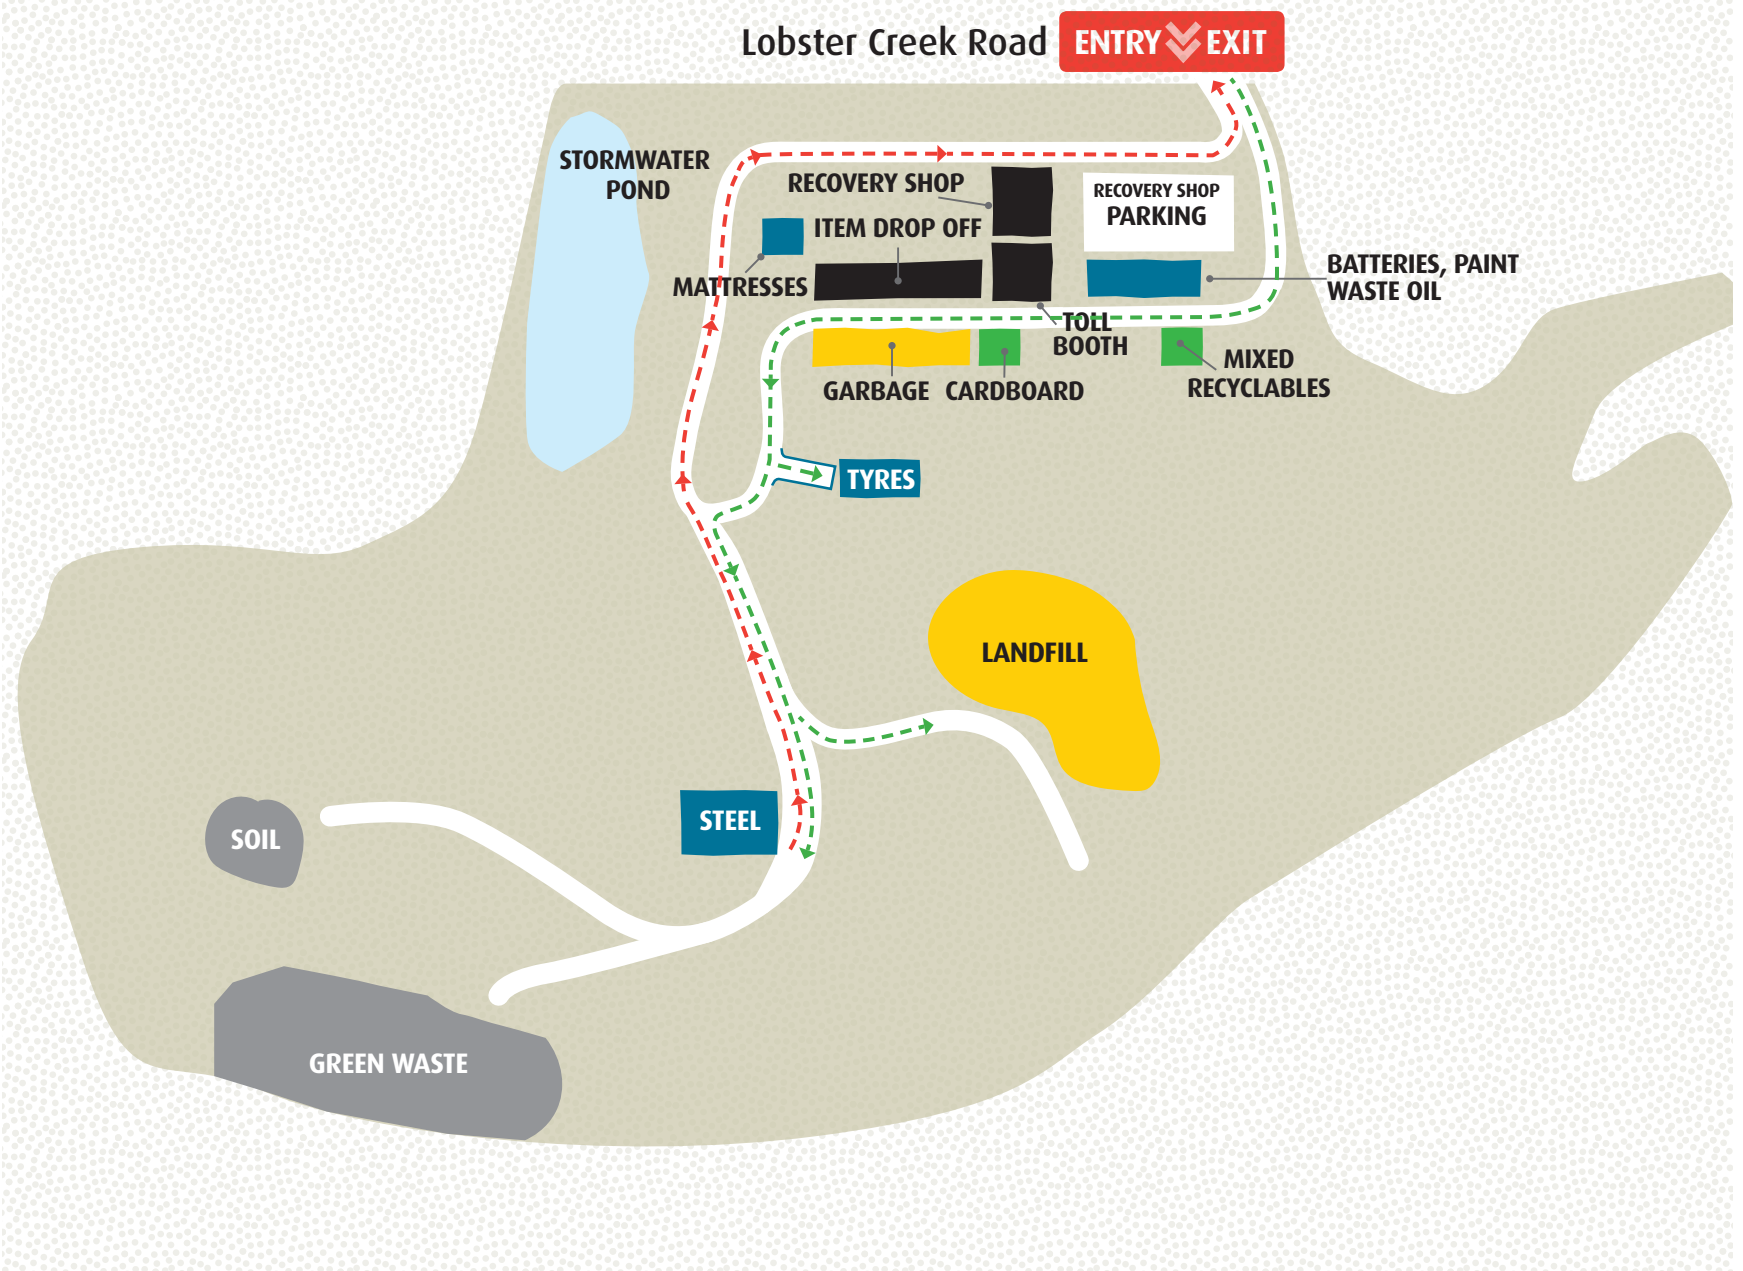 Lobster Creek Road
ENTRY EXIT
STORMWATER
POND
RECOVERY SHOP
RECOVERY SHOP
PARKING
ITEM DROP OFF
MATTRESSES
BATTERIES, PAINT
WASTE OIL
TOLL
BOOTH
MIXED
RECYCLABLES
GARBAGE
CARDBOARD
TYRES
LANDFILL
STEEL
SOIL
GREEN WASTE